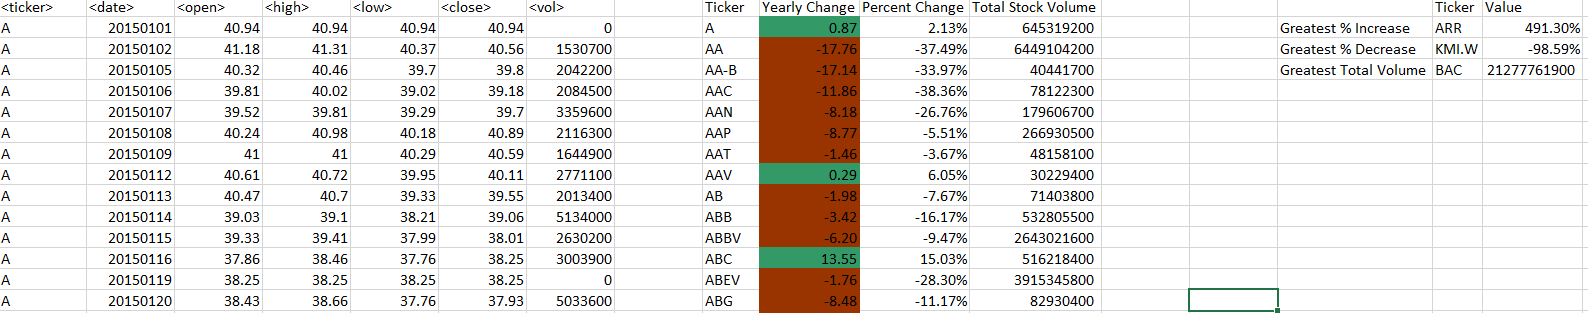 <ticker> <date> <open> <high> <low> <close> <vol> Ticker Yearly Change Percent Change Total Stock Volume Ticker Value
A 20150101 40.94 40.94 40.94 40.94 0 A 0.87 2.13% 645319200 Greatest % Increase ARR 491.30%
A 20150102 41.18 41.31 40.37 40.56 1530700 AA -17.76 -37.49% 6449104200 Greatest % Decrease KMI.W -98.59%
A 20150105 40.32 40.46 39.7 39.8 2042200 AA-B -17.14 -33.97% 40441700 Greatest Total Volume BAC 21277761900
A 20150106 39.81 40.02 39.02 39.18 2084500 AAC -11.86 -38.36% 78122300
A 20150107 39.52 39.81 39.29 39.7 3359600 AAN -8.18 -26.76% 179606700
A 20150108 40.24 40.98 40.18 40.89 2116300 AAP -8.77 -5.51% 266930500
A 20150109 41 41 40.29 40.59 1644900 AAT -1.46 -3.67% 48158100
A 20150112 40.61 40.72 39.95 40.11 2771100 AAV 0.29 6.05% 30229400
A 20150113 40.47 40.7 39.33 39.55 2013400 AB -1.98 -7.67% 71403800
A 20150114 39.03 39.1 38.21 39.06 5134000 ABB -3.42 -16.17% 532805500
A 20150115 39.33 39.41 37.99 38.01 2630200 ABBV -6.20 -9.47% 2643021600
A 20150116 37.86 38.46 37.76 38.25 3003900 ABC 13.55 15.03% 516218400
A 20150119 38.25 38.25 38.25 38.25 0 ABEV -1.76 -28.30% 3915345800
A 20150120 38.43 38.66 37.76 37.93 5033600 ABG -8.48 -11.17% 82930400